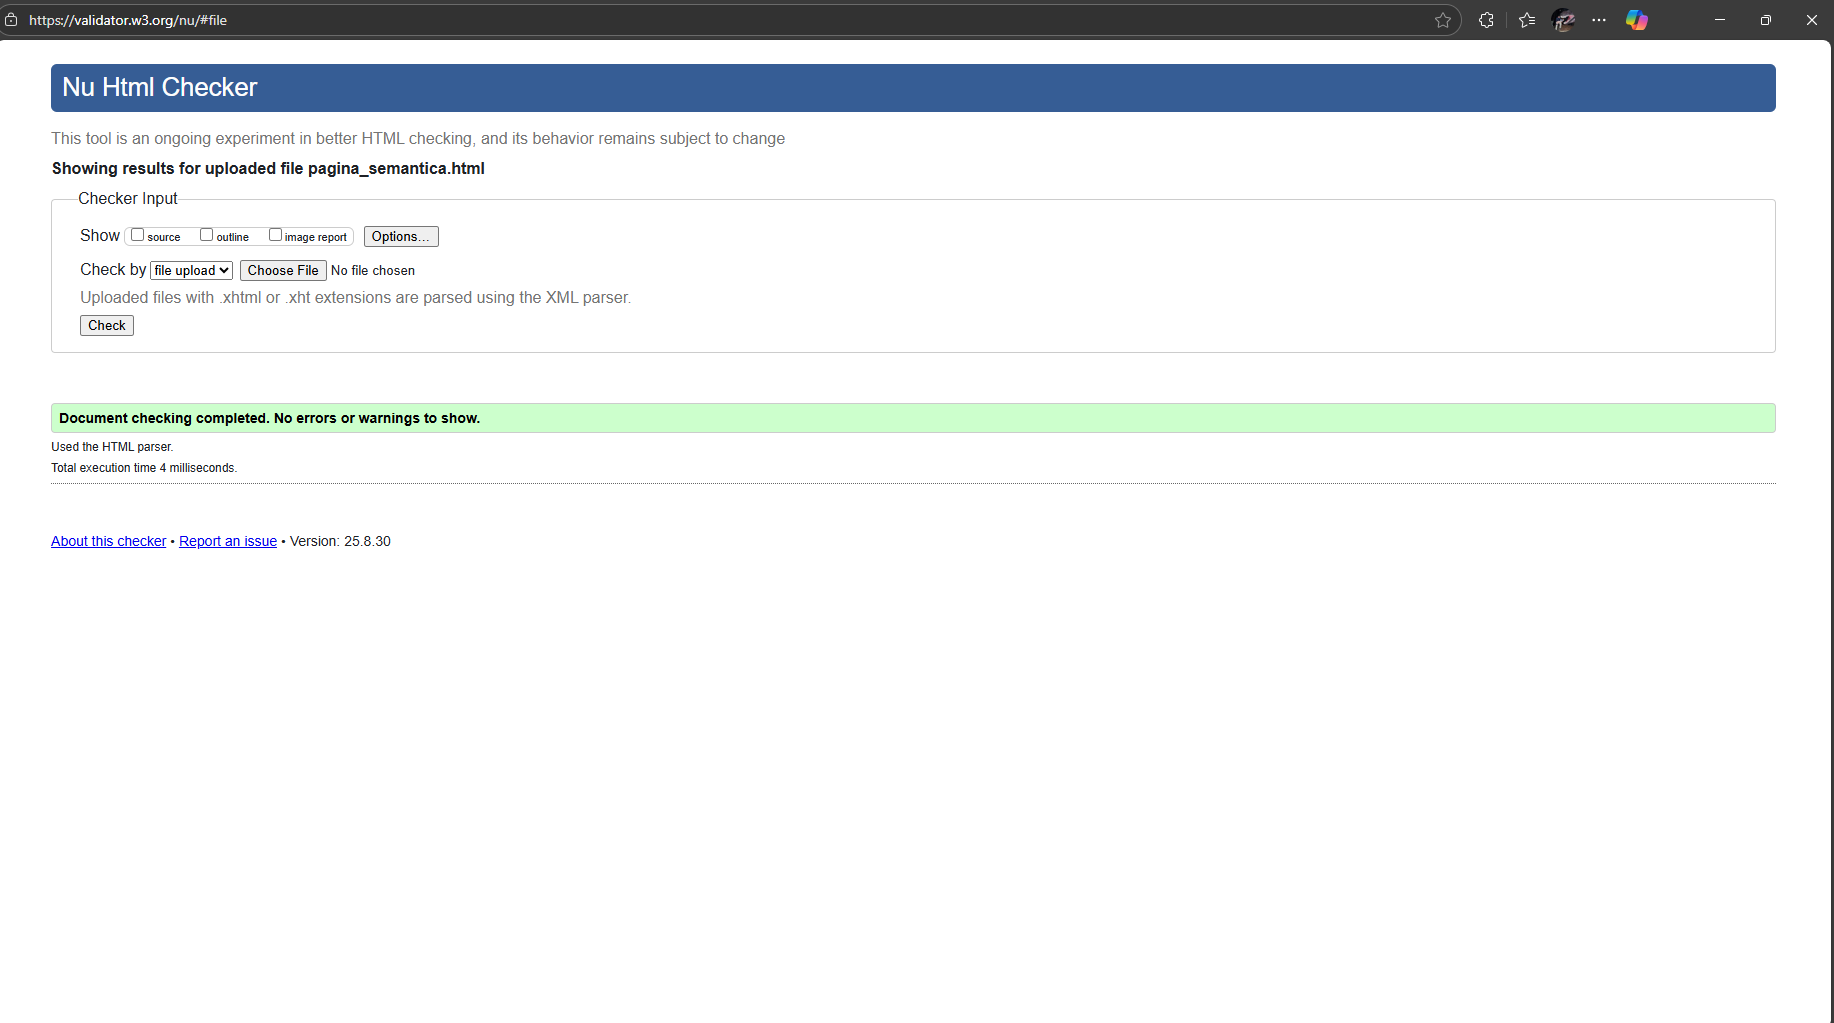 https://validator.w3.org/nu/#file
Nu Html Checker
This tool is an ongoing experiment in better HTML checking, and its behavior remains subject to change
Showing results for uploaded file pagina_semantica.html
Checker Input
Show source outline image report Options...
Check by file upload Choose File No file chosen
Uploaded files with .xhtml or .xht extensions are parsed using the XML parser.
Check
Document checking completed. No errors or warnings to show.
Used the HTML parser.
Total execution time 4 milliseconds.
About this checker • Report an issue • Version: 25.8.30